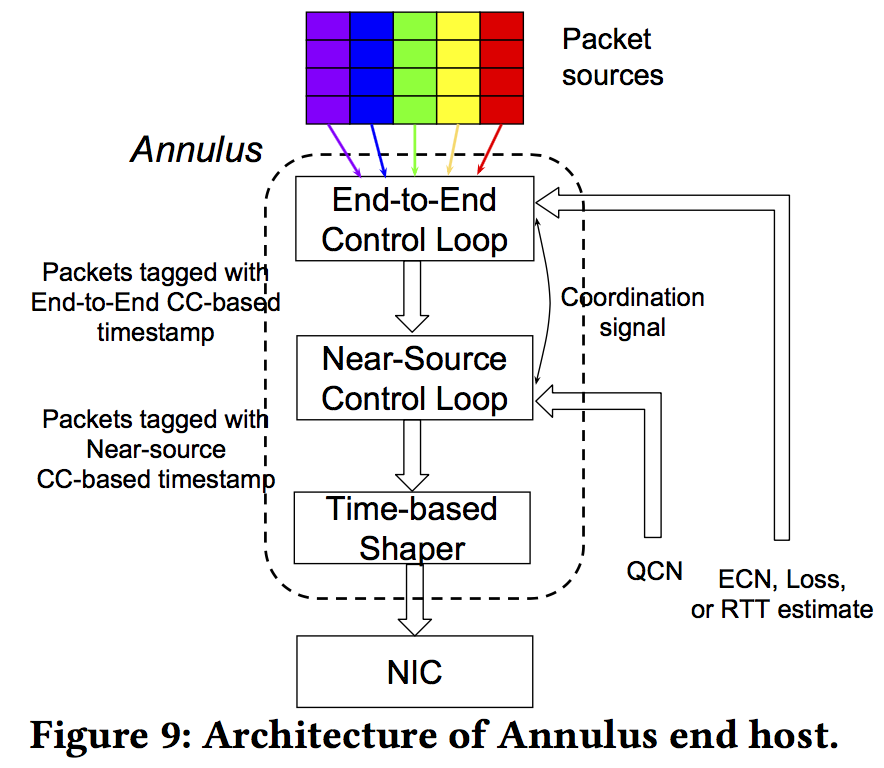 Packet
sources
Annulus
End-to-End
Control Loop
Packets tagged with
End-to-End CC-based
timestamp
Coordination
signal
Near-Source
Control Loop
Packets tagged with
Near-source
CC-based timestamp
Time-based
Shaper
QCN
ECN, Loss,
or RTT estimate
NIC
Figure 9: Architecture of Annulus end host.